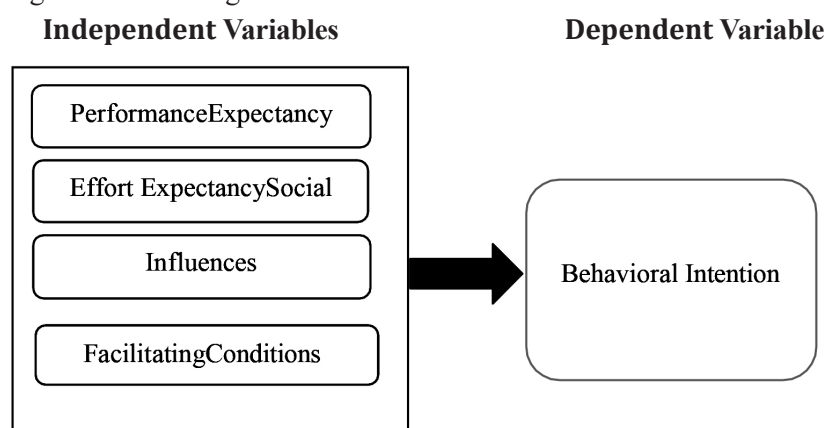 Independent Variables
Dependent Variable
PerformanceExpectancy
Effort ExpectancySocial
Influences
FacilitatingConditions
Behavioral Intention